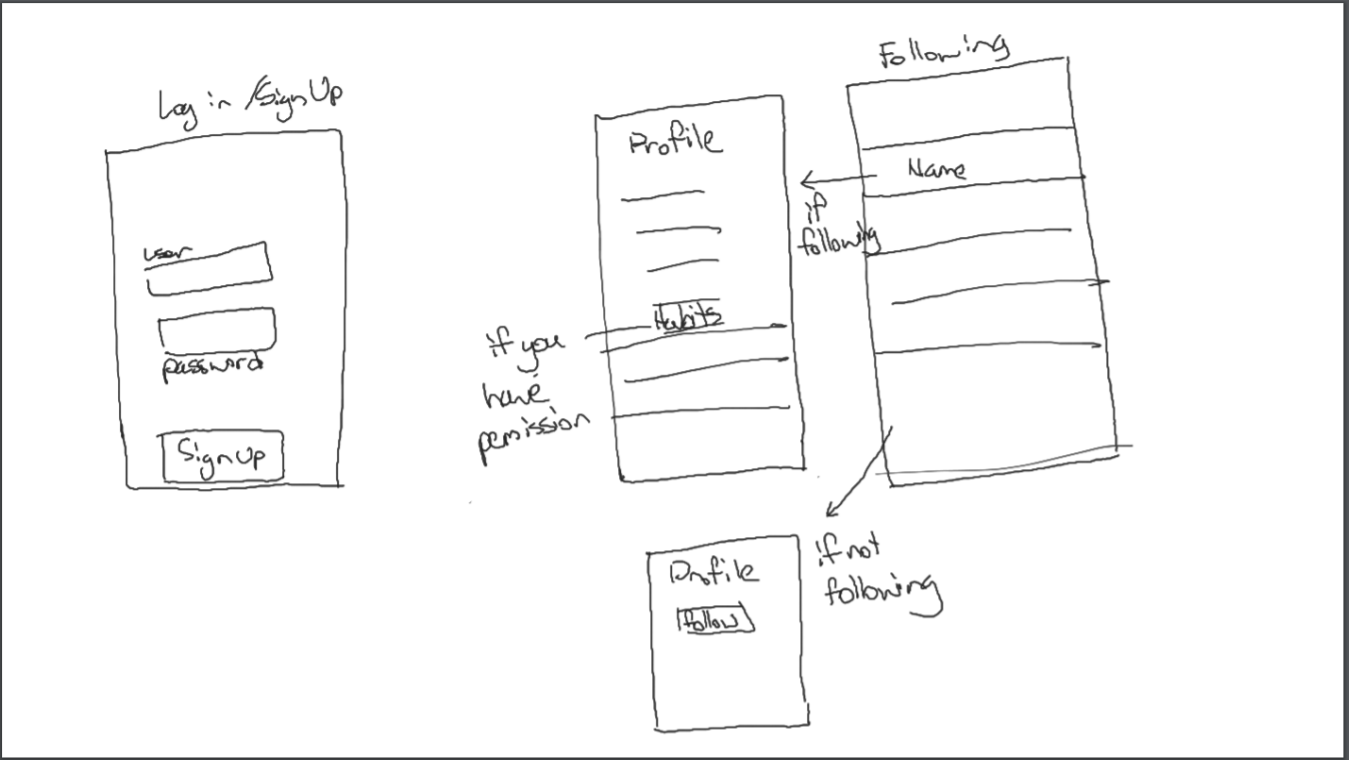 Log in /Sign Up
user
password
Sign Up
Profile
Habits
if you
have
pemission
Following
Name
if
following
if not
following
Profile
follow